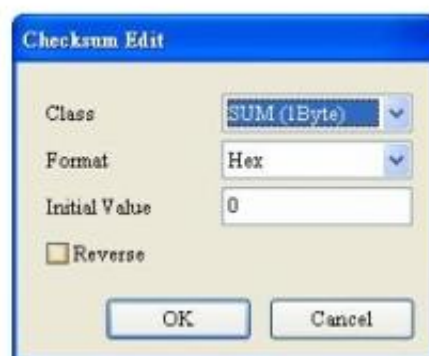 Checksum Edit
Class SUM (1Byte)
Format Hex
Initial Value 0
Reverse
OK Cancel